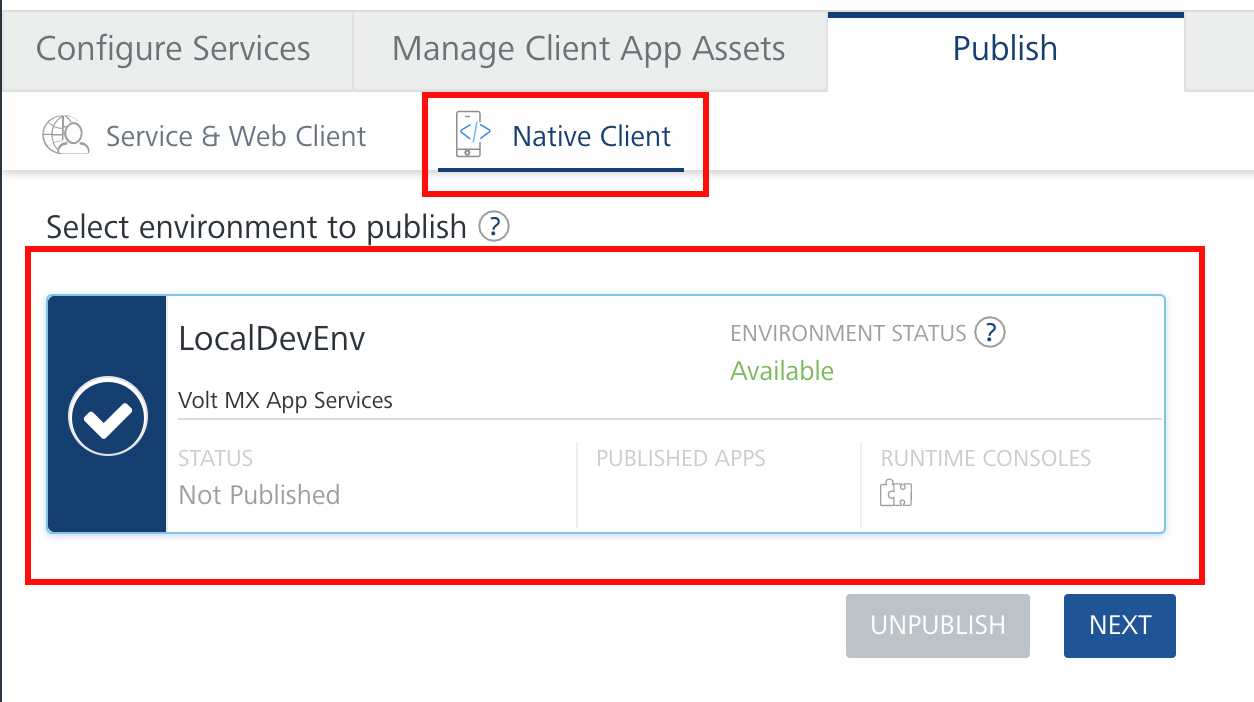 Configure Services
Manage Client App Assets
Publish
Service & Web Client
</> Native Client
Select environment to publish ?
LocalDevEnv
ENVIRONMENT STATUS ?
Available
Volt MX App Services
STATUS
Not Published
PUBLISHED APPS
RUNTIME CONSOLES
UNPUBLISH
NEXT